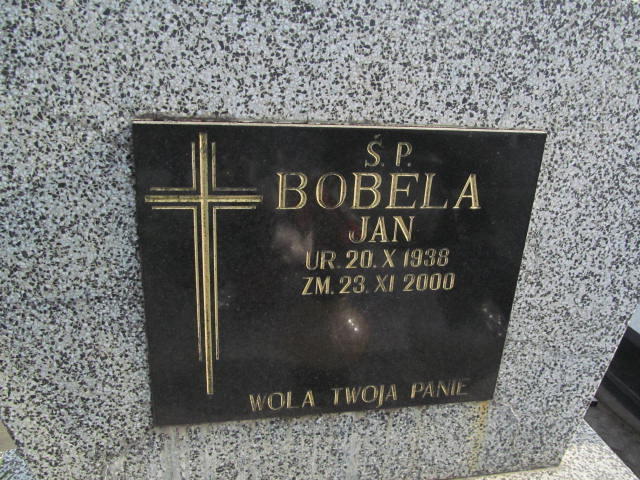 Ś. P.
BOBELA
JAN
UR. 20. X 1938
ZM. 23. XI 2000
WOLA TWOJA PANIE